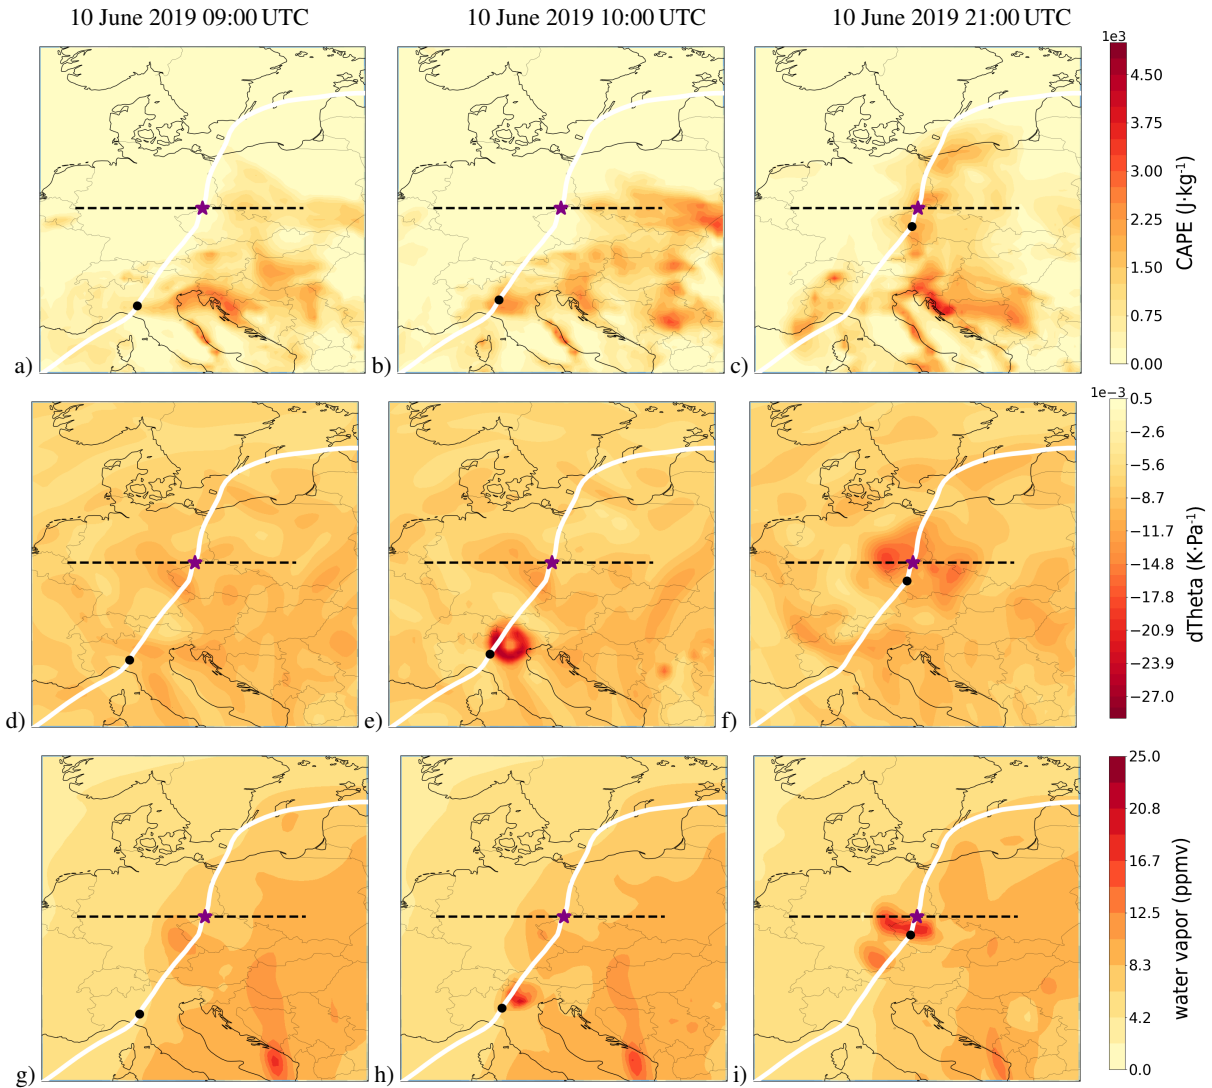 10 June 2019 09:00 UTC
10 June 2019 10:00 UTC
10 June 2019 21:00 UTC
1e3
4.50
3.75
3.00
2.25
1.50
0.75
0.00
CAPE (J·kg⁻¹)
a)
b)
c)
1e−3
0.5
−2.6
−5.6
−8.7
−11.7
−14.8
−17.8
−20.9
−23.9
−27.0
dTheta (K·Pa⁻¹)
d)
e)
f)
25.0
20.8
16.7
12.5
8.3
4.2
0.0
water vapor (ppmv)
g)
h)
i)